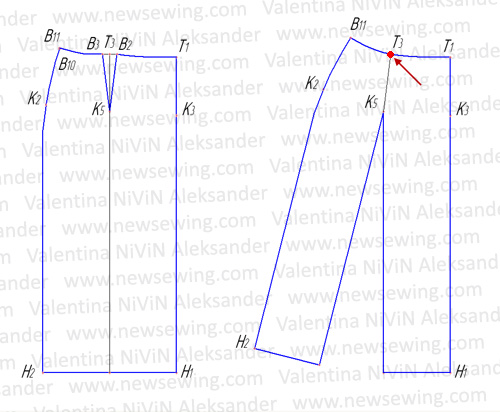 B11 B3 T3 B2 T1
B10
K2 K5 K3
H2 H1
B11 T3 T1
K2 K5 K3
H2 H1
www.newsewing.com
Valentina NiViN Aleksander